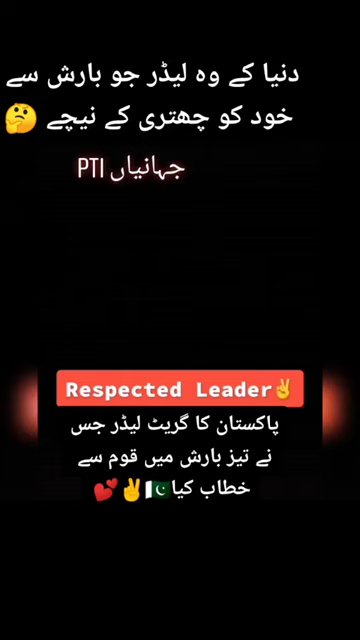 دنیا کے وہ لیڈر جو بارش سے
خود کو چھتری کے نیچے 🤔
جہانیاں PTI
Respected Leader✌️
پاکستان کا گریٹ لیڈر جس
نے تیز بارش میں قوم سے
خطاب کیا🇵🇰✌️💕